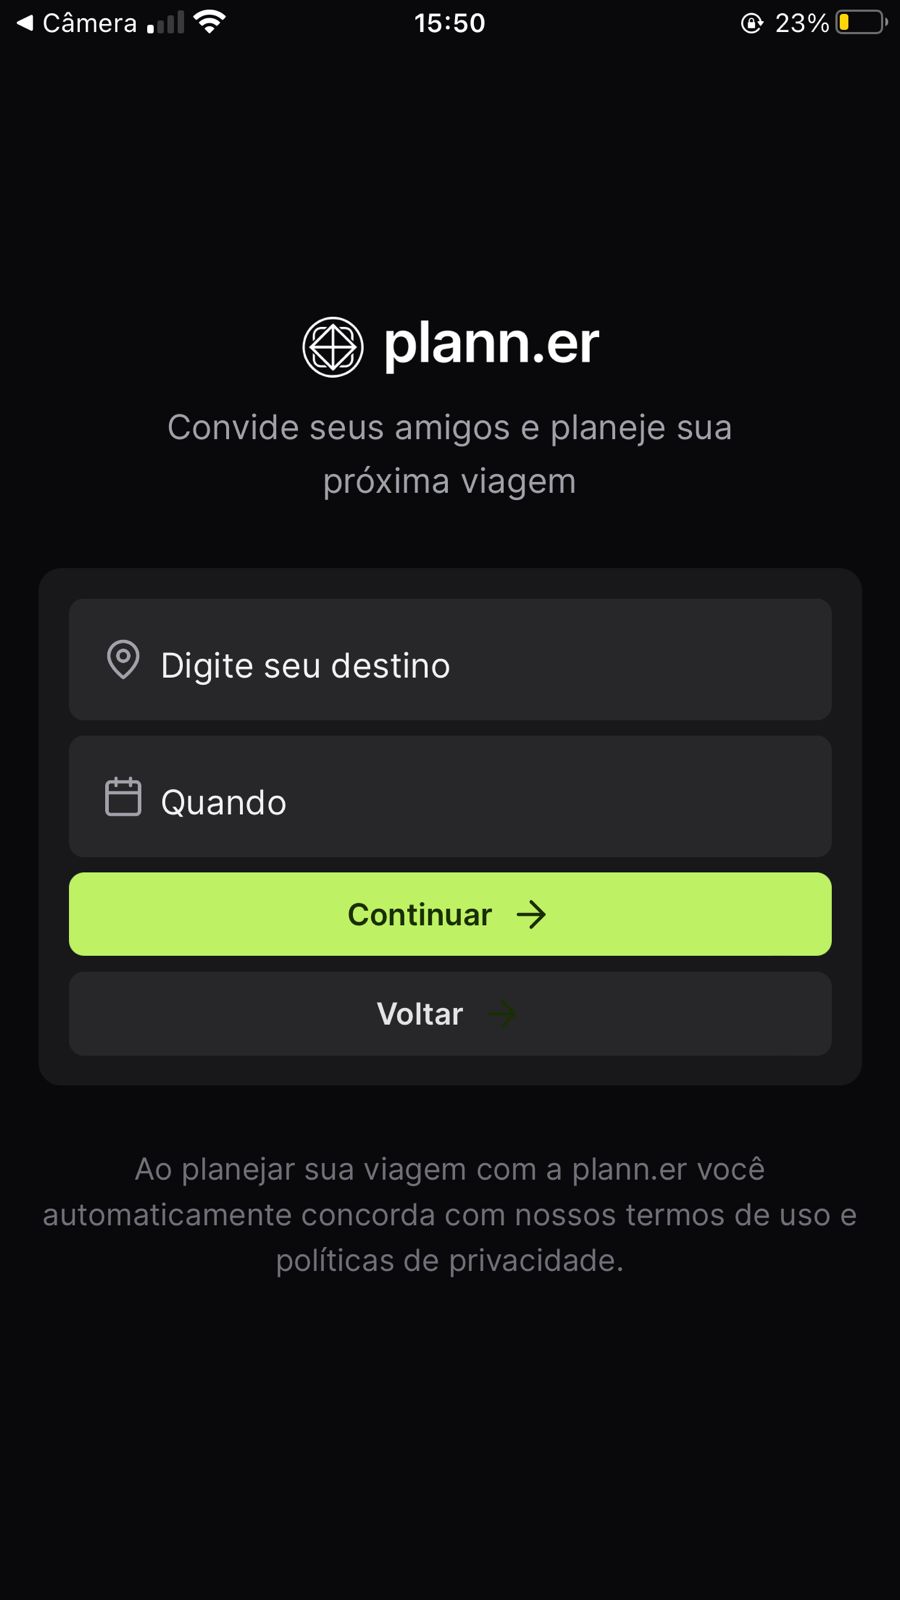 Câmera 15:50 23%
plann.er
Convide seus amigos e planeje sua
próxima viagem
Digite seu destino
Quando
Continuar
Voltar
Ao planejar sua viagem com a plann.er você
automaticamente concorda com nossos termos de uso e
políticas de privacidade.